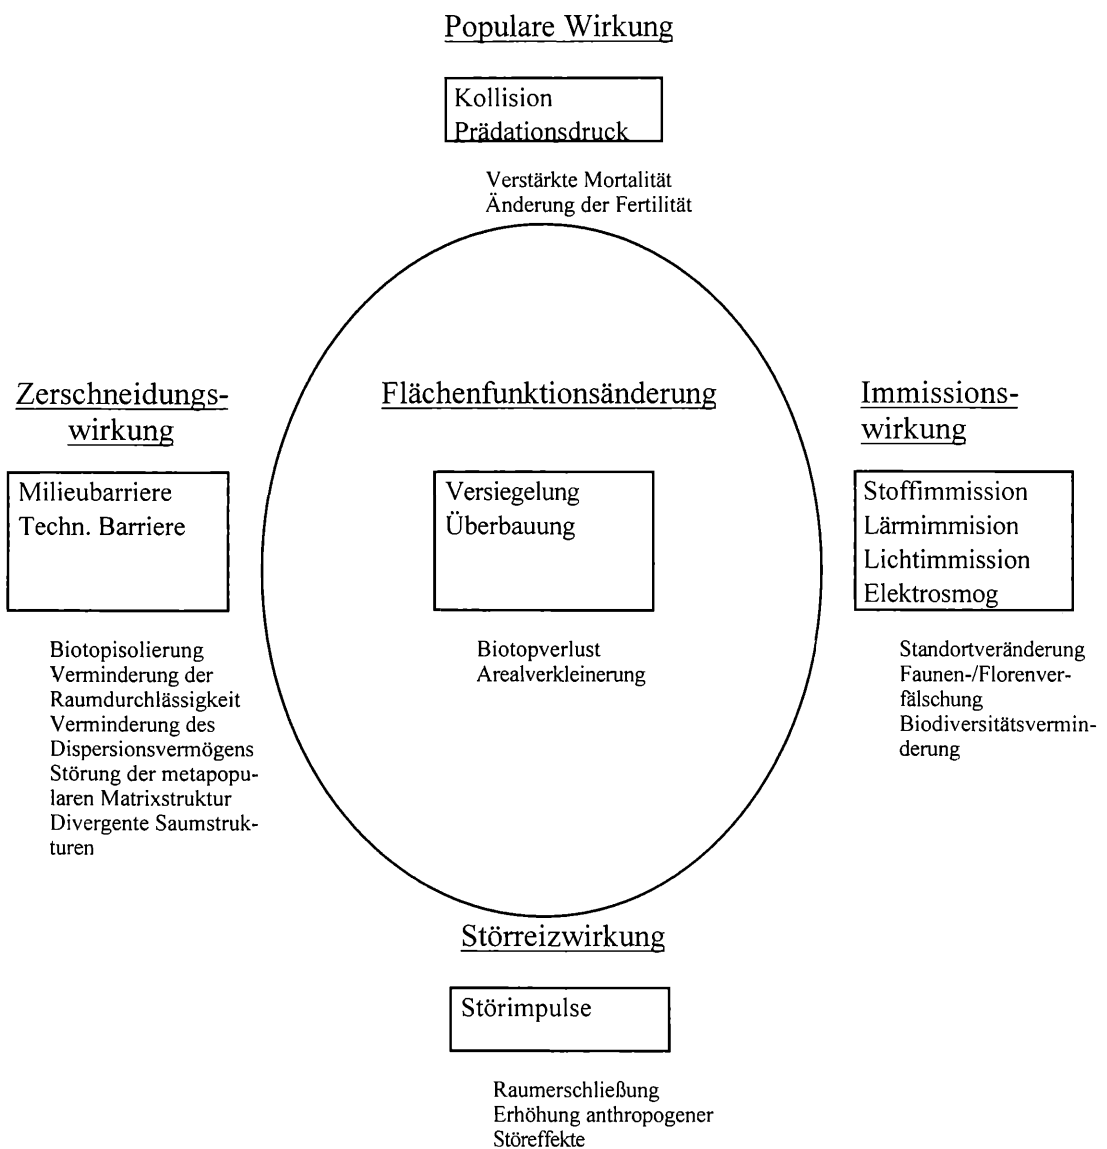 Populare Wirkung
Kollision
Prädationsdruck
Verstärkte Mortalität
Änderung der Fertilität
Zerschneidungs-
wirkung
Milieubarriere
Techn. Barriere
Biotopisolierung
Verminderung der
Raumdurchlässigkeit
Verminderung des
Dispersionsvermögens
Störung der metapopu-
laren Matrixstruktur
Divergente Saumstruk-
turen
Flächenfunktionsänderung
Versiegelung
Überbauung
Biotopverlust
Arealverkleinerung
Immissions-
wirkung
Stoffimmission
Lärmimmision
Lichtimmission
Elektrosmog
Standortveränderung
Faunen-/Florenver-
fälschung
Biodiversitätsvermin-
derung
Störreizwirkung
Störimpulse
Raumerschließung
Erhöhung anthropogener
Störeffekte